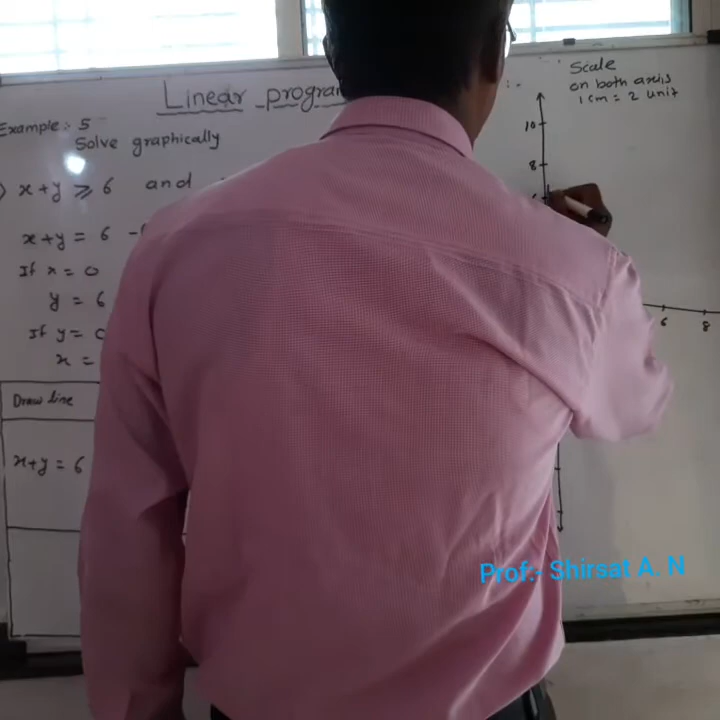 Linear progra
Scale
on both axis
1 cm = 2 unit
Example:- 5
Solve graphically
) x+y ⩾ 6 and
x+y = 6 -
If x = 0
y = 6
If y = 0
x =
Draw line
x+y = 6
10
8
6
8
Prof:- Shirsat A. N